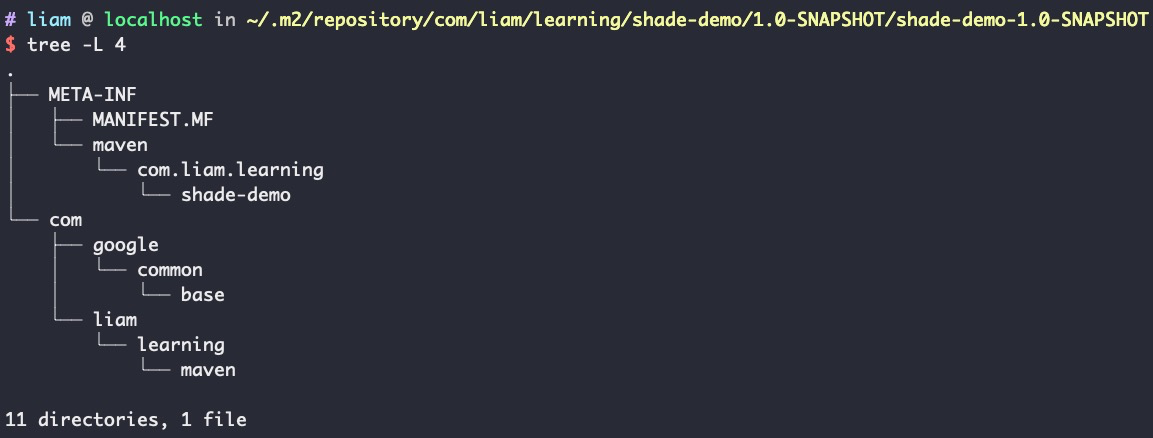 # liam @ localhost in ~/.m2/repository/com/liam/learning/shade-demo/1.0-SNAPSHOT/shade-demo-1.0-SNAPSHOT
$ tree -L 4
.
├── META-INF
│   ├── MANIFEST.MF
│   └── maven
│       └── com.liam.learning
│           └── shade-demo
└── com
    ├── google
    │   └── common
    │       └── base
    └── liam
        └── learning
            └── maven
11 directories, 1 file